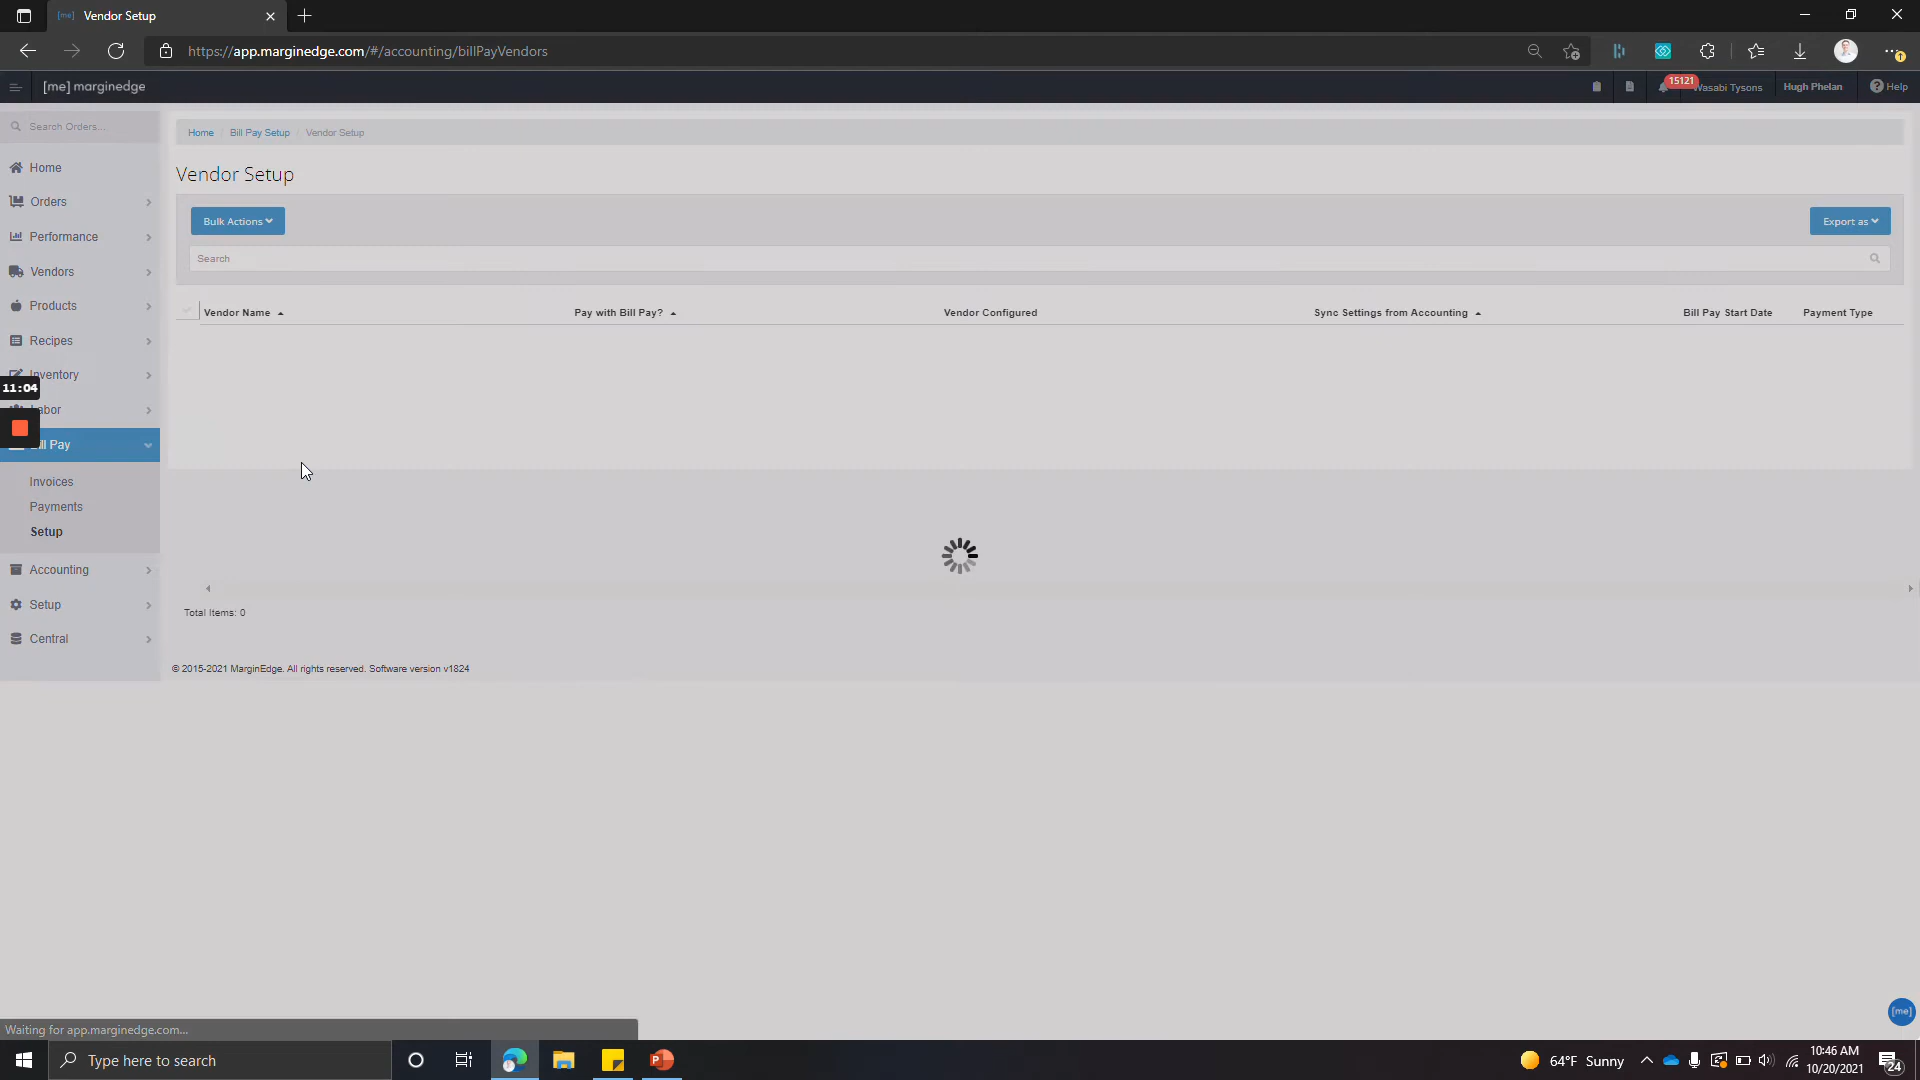 [me] Vendor Setup
https://app.marginedge.com/#/accounting/billPayVendors
[me] marginedge
15121
Wasabi Tysons
Hugh Phelan
Help
Search Orders...
Home / Bill Pay Setup / Vendor Setup
Home
Vendor Setup
Orders
Bulk Actions
Export as
Performance
Search
Vendors
Products
Vendor Name
Pay with Bill Pay?
Vendor Configured
Sync Settings from Accounting
Bill Pay Start Date
Payment Type
Recipes
Inventory
11:04
Labor
Bill Pay
Invoices
Payments
Setup
Accounting
Setup
Total Items: 0
Central
© 2015-2021 MarginEdge. All rights reserved. Software version v1824
[me]
Waiting for app.marginedge.com...
Type here to search
64°F Sunny
10:46 AM
10/20/2021
24